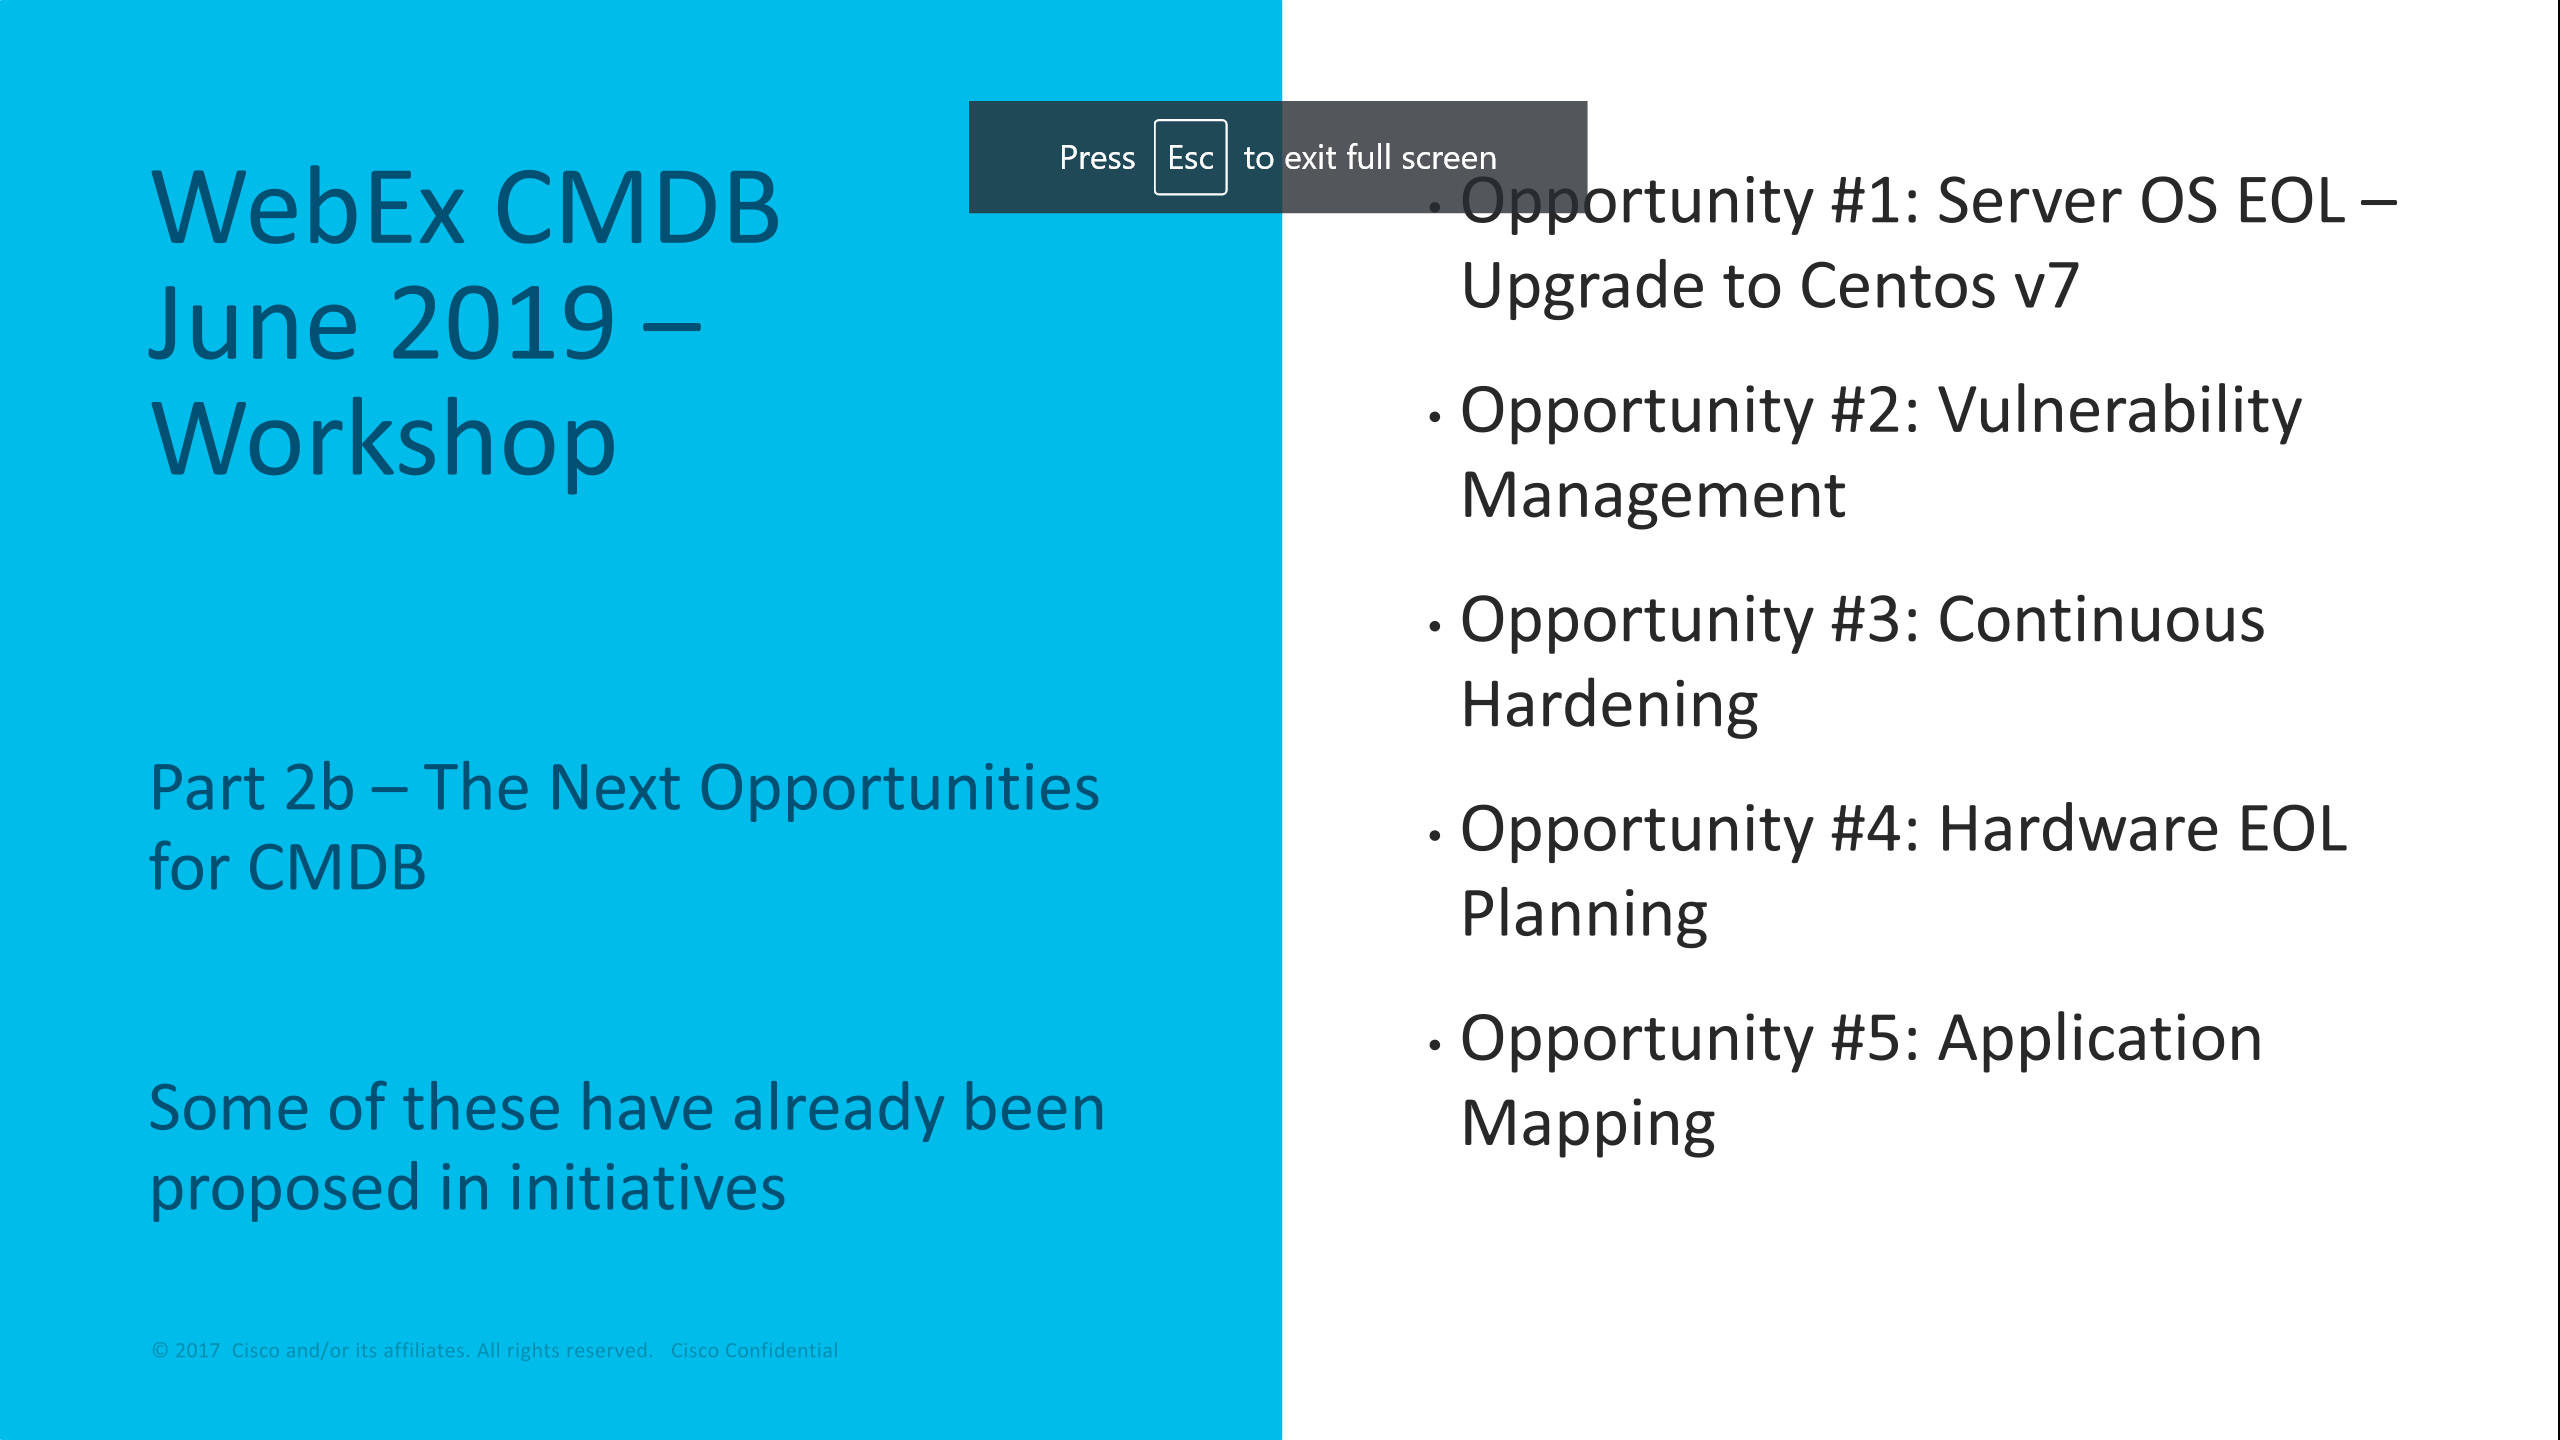 Press Esc to exit full screen
WebEx CMDB
June 2019 –
Workshop
Part 2b – The Next Opportunities
for CMDB
Some of these have already been
proposed in initiatives
© 2017 Cisco and/or its affiliates. All rights reserved. Cisco Confidential
• Opportunity #1: Server OS EOL –
Upgrade to Centos v7
• Opportunity #2: Vulnerability
Management
• Opportunity #3: Continuous
Hardening
• Opportunity #4: Hardware EOL
Planning
• Opportunity #5: Application
Mapping